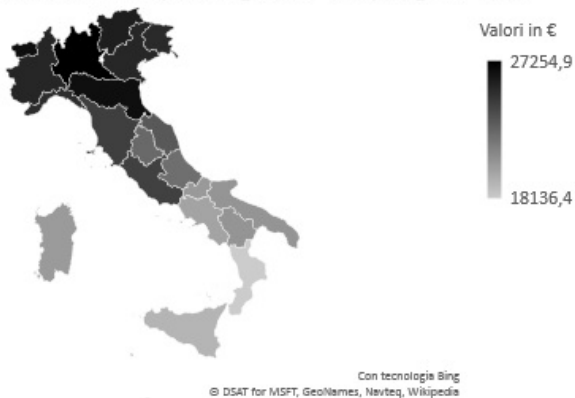 Valori in €
27254,9
18136,4
Con tecnologia Bing
© DSAT for MSFT, GeoNames, Navteq, Wikipedia